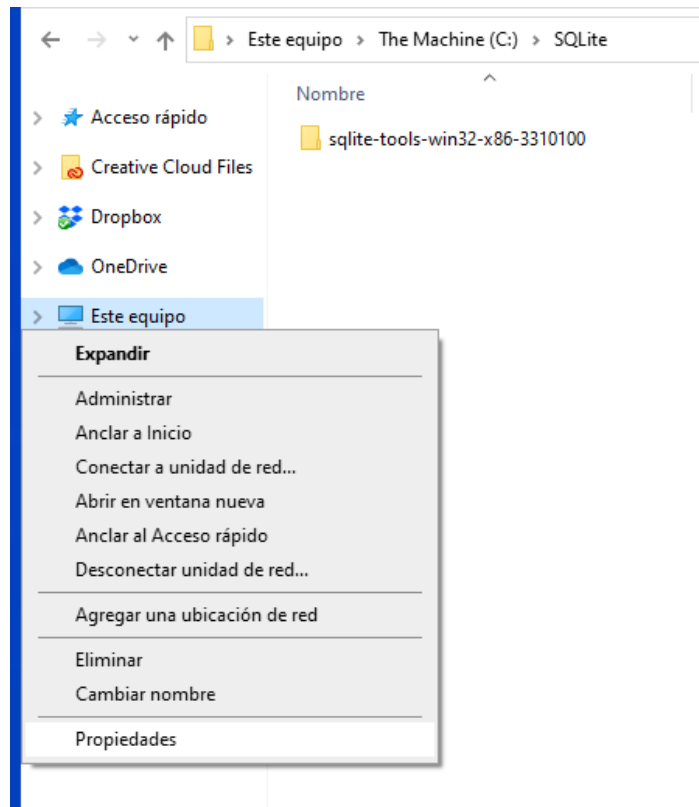 Este equipo > The Machine (C:) > SQLite
Nombre
sqlite-tools-win32-x86-3310100
Acceso rápido
Creative Cloud Files
Dropbox
OneDrive
Este equipo
Expandir
Administrar
Anclar a Inicio
Conectar a unidad de red...
Abrir en ventana nueva
Anclar al Acceso rápido
Desconectar unidad de red...
Agregar una ubicación de red
Eliminar
Cambiar nombre
Propiedades